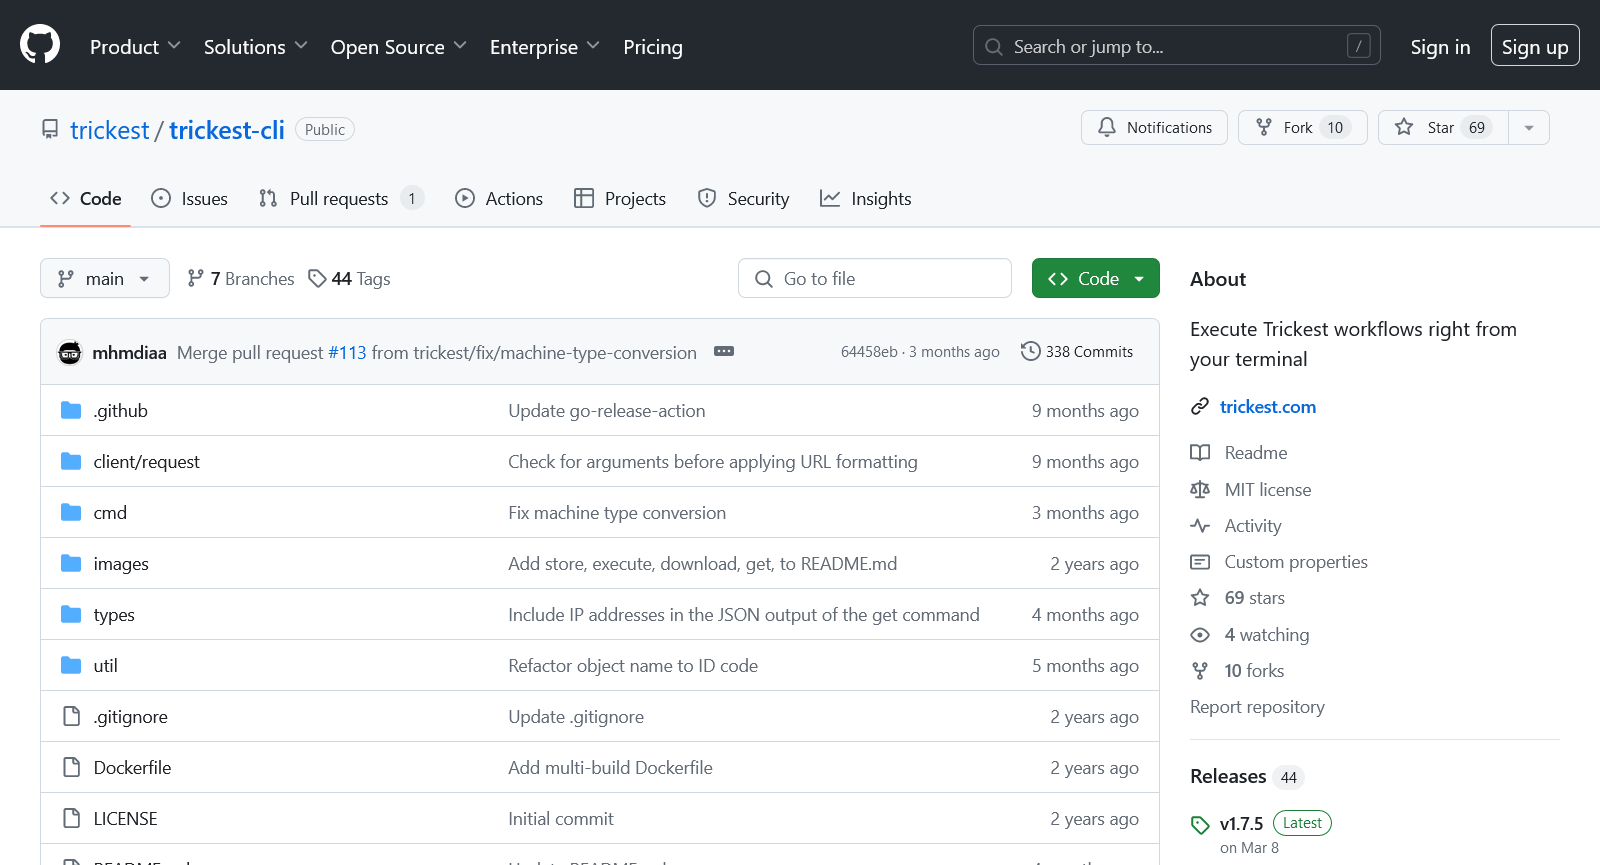 Product Solutions Open Source Enterprise Pricing Search or jump to... / Sign in Sign up
trickest / trickest-cli Public Notifications Fork 10 Star 69
Code Issues Pull requests 1 Actions Projects Security Insights
main 7 Branches 44 Tags Go to file Code
mhmdiaa Merge pull request #113 from trickest/fix/machine-type-conversion 64458eb · 3 months ago 338 Commits
.github Update go-release-action 9 months ago
client/request Check for arguments before applying URL formatting 9 months ago
cmd Fix machine type conversion 3 months ago
images Add store, execute, download, get, to README.md 2 years ago
types Include IP addresses in the JSON output of the get command 4 months ago
util Refactor object name to ID code 5 months ago
.gitignore Update .gitignore 2 years ago
Dockerfile Add multi-build Dockerfile 2 years ago
LICENSE Initial commit 2 years ago
About
Execute Trickest workflows right from
your terminal
trickest.com
Readme
MIT license
Activity
Custom properties
69 stars
4 watching
10 forks
Report repository
Releases 44
v1.7.5 Latest
on Mar 8